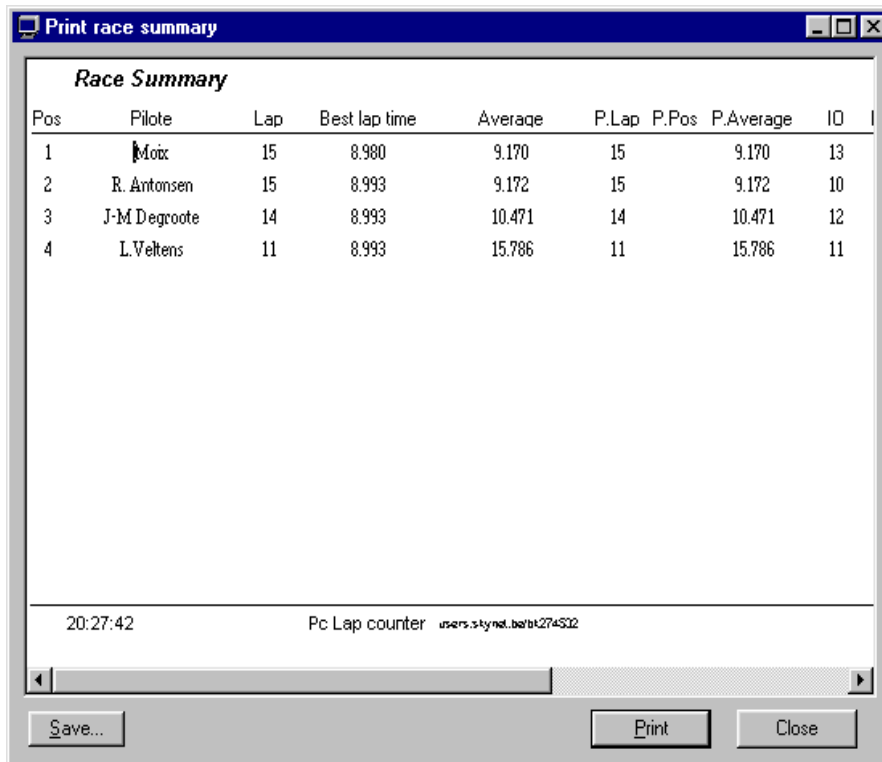 Print race summary
Race Summary
Pos Pilote Lap Best lap time Average P.Lap P.Pos P.Average IO
1 Moix 15 8.980 9.170 15 9.170 13
2 R. Antonsen 15 8.993 9.172 15 9.172 10
3 J-M Degroote 14 8.993 10.471 14 10.471 12
4 L.Veltens 11 8.993 15.786 11 15.786 11
20:27:42 Pc Lap counter users.skynet.be/bk274502
Save... Print Close